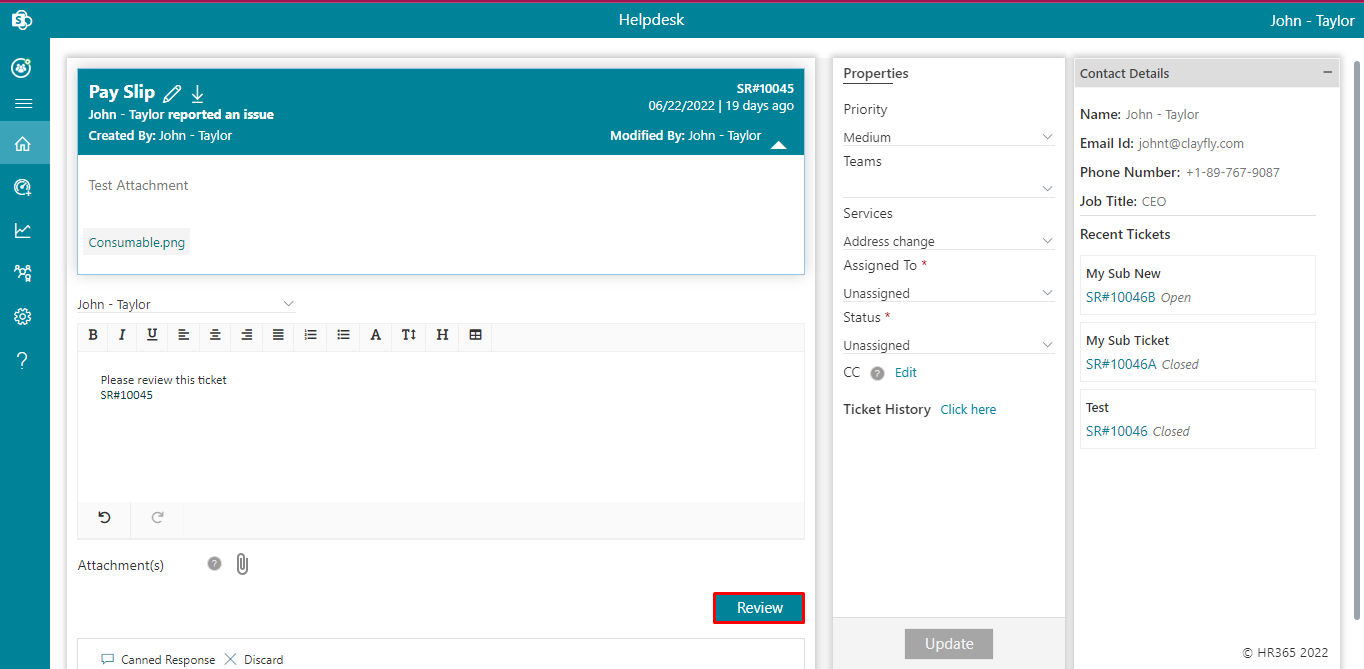 Helpdesk
John - Taylor
Pay Slip
SR#10045
John - Taylor reported an issue
06/22/2022 | 19 days ago
Created By: John - Taylor
Modified By: John - Taylor
Test Attachment
Consumable.png
John - Taylor
B I U A T↕ H
Please review this ticket
SR#10045
Attachment(s) ?
Review
Canned Response Discard
Properties
Priority
Medium
Teams
Services
Address change
Assigned To *
Unassigned
Status *
Unassigned
CC ? Edit
Ticket History Click here
Update
Contact Details
Name: John - Taylor
Email Id: johnt@clayfly.com
Phone Number: +1-89-767-9087
Job Title: CEO
Recent Tickets
My Sub New
SR#10046B Open
My Sub Ticket
SR#10046A Closed
Test
SR#10046 Closed
© HR365 2022